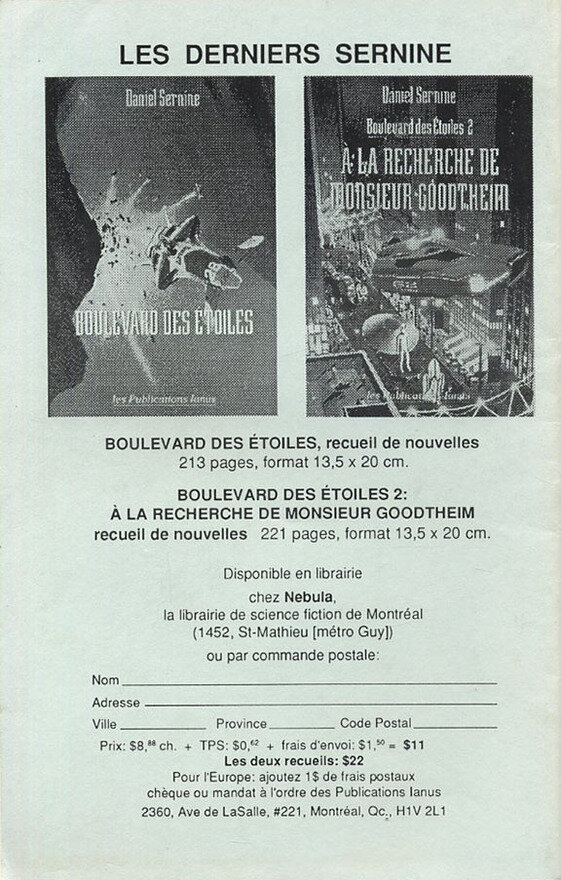 LES DERNIERS SERNINE
Daniel Sernine
BOULEVARD DES ETOILES
les Publications Ianus
Daniel Sernine
Boulevard des Étoiles 2
À LA RECHERCHE DE
MONSIEUR GOODTHEIM
les Publications Ianus
BOULEVARD DES ÉTOILES, recueil de nouvelles
213 pages, format 13,5 x 20 cm.
BOULEVARD DES ÉTOILES 2:
À LA RECHERCHE DE MONSIEUR GOODTHEIM
recueil de nouvelles 221 pages, format 13,5 x 20 cm.
Disponible en librairie
chez Nebula,
la librairie de science fiction de Montréal
(1452, St-Mathieu [métro Guy])
ou par commande postale:
Nom
Adresse
Ville Province Code Postal
Prix: $8,88 ch. + TPS: $0,62 + frais d'envoi: $1,50 = $11
Les deux recueils: $22
Pour l'Europe: ajoutez 1$ de frais postaux
chèque ou mandat à l'ordre des Publications Ianus
2360, Ave de LaSalle, #221, Montréal, Qc., H1V 2L1